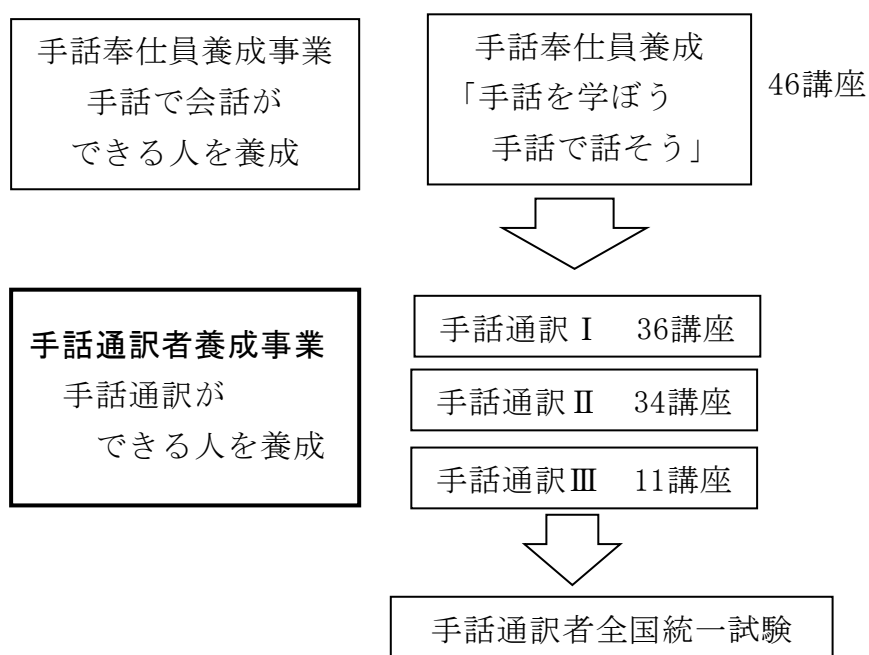 手話奉仕員養成事業
手話で会話が
できる人を養成
手話奉仕員養成
「手話を学ぼう
手話で話そう」
46講座
手話通訳者養成事業
手話通訳が
できる人を養成
手話通訳Ⅰ　36講座
手話通訳Ⅱ　34講座
手話通訳Ⅲ　11講座
手話通訳者全国統一試験